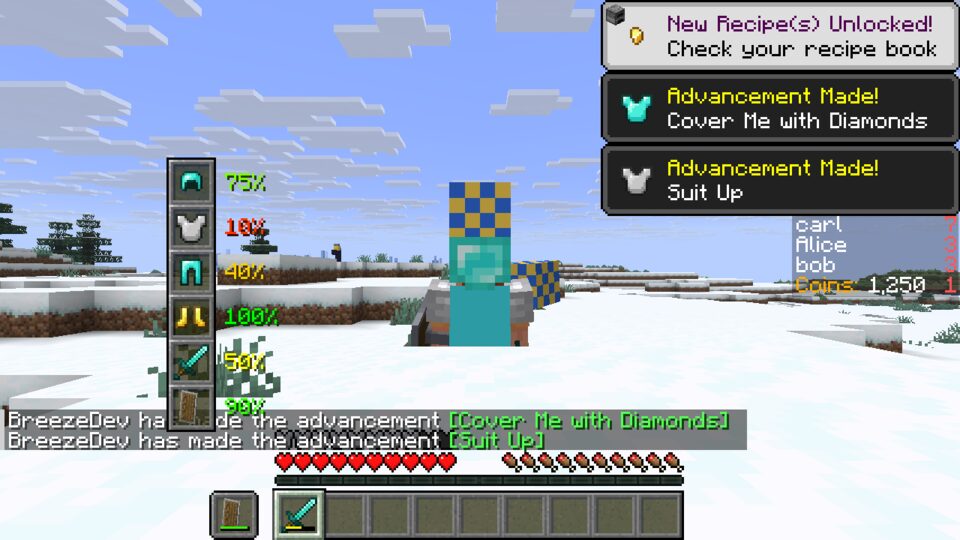 New Recipe(s) Unlocked!
Check your recipe book
Advancement Made!
Cover Me with Diamonds
Advancement Made!
Suit Up
75%
10%
40%
100%
50%
90%
carl
Alice 3
bob
Coins: 1,250 1
BreezeDev has made the advancement [Cover Me with Diamonds]
BreezeDev has made the advancement [Suit Up]